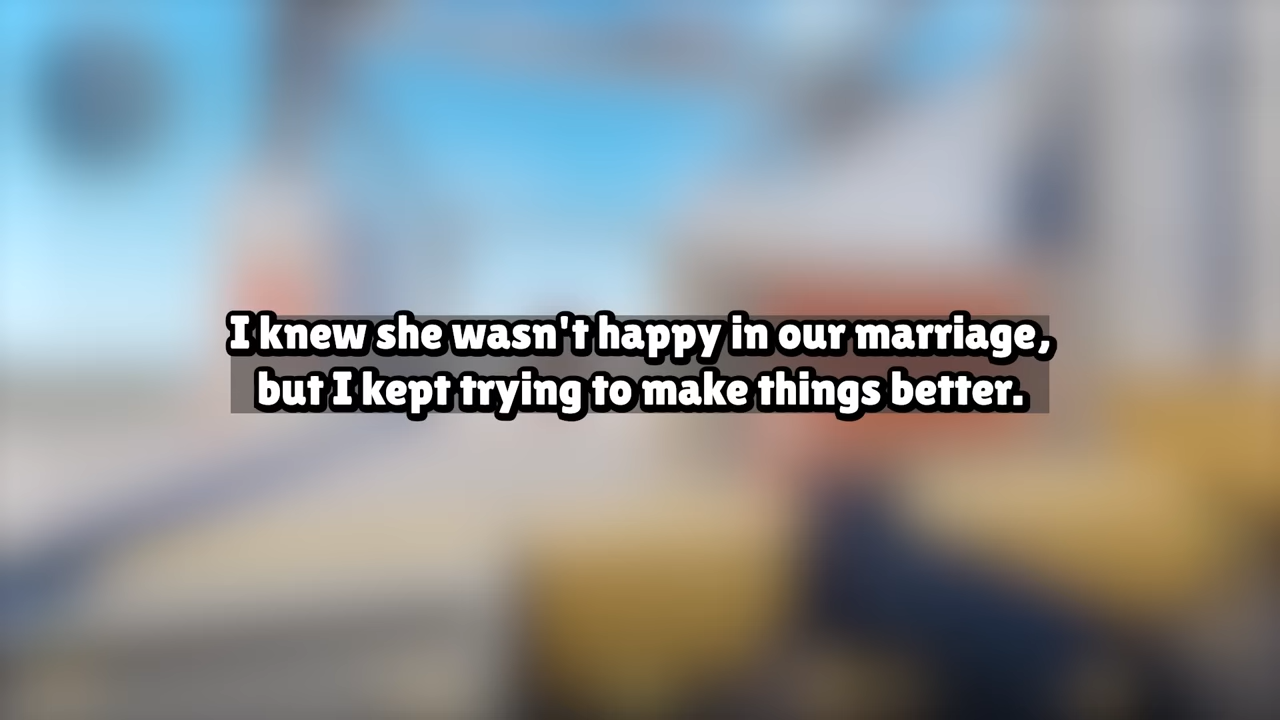 I knew she wasn't happy in our marriage,
but I kept trying to make things better.